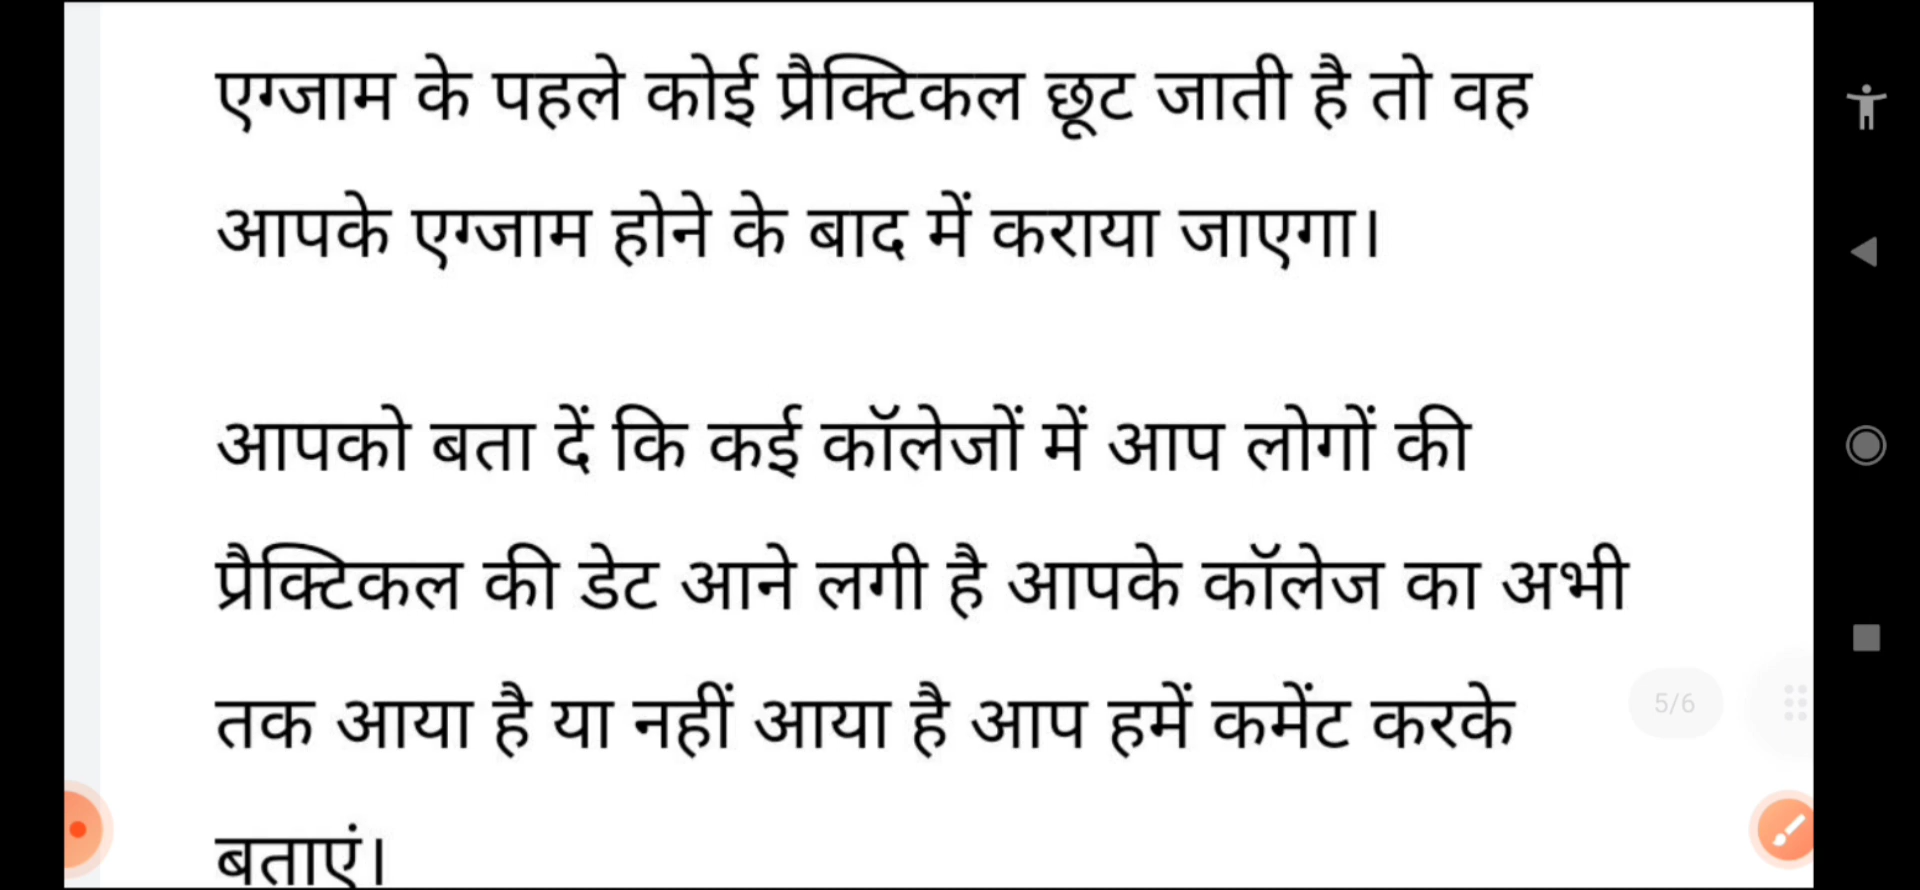 एग्जाम के पहले कोई प्रैक्टिकल छूट जाती है तो वह
आपके एग्जाम होने के बाद में कराया जाएगा।
आपको बता दें कि कई कॉलेजों में आप लोगों की
प्रैक्टिकल की डेट आने लगी है आपके कॉलेज का अभी
तक आया है या नहीं आया है आप हमें कमेंट करके
5/6
बताएं।